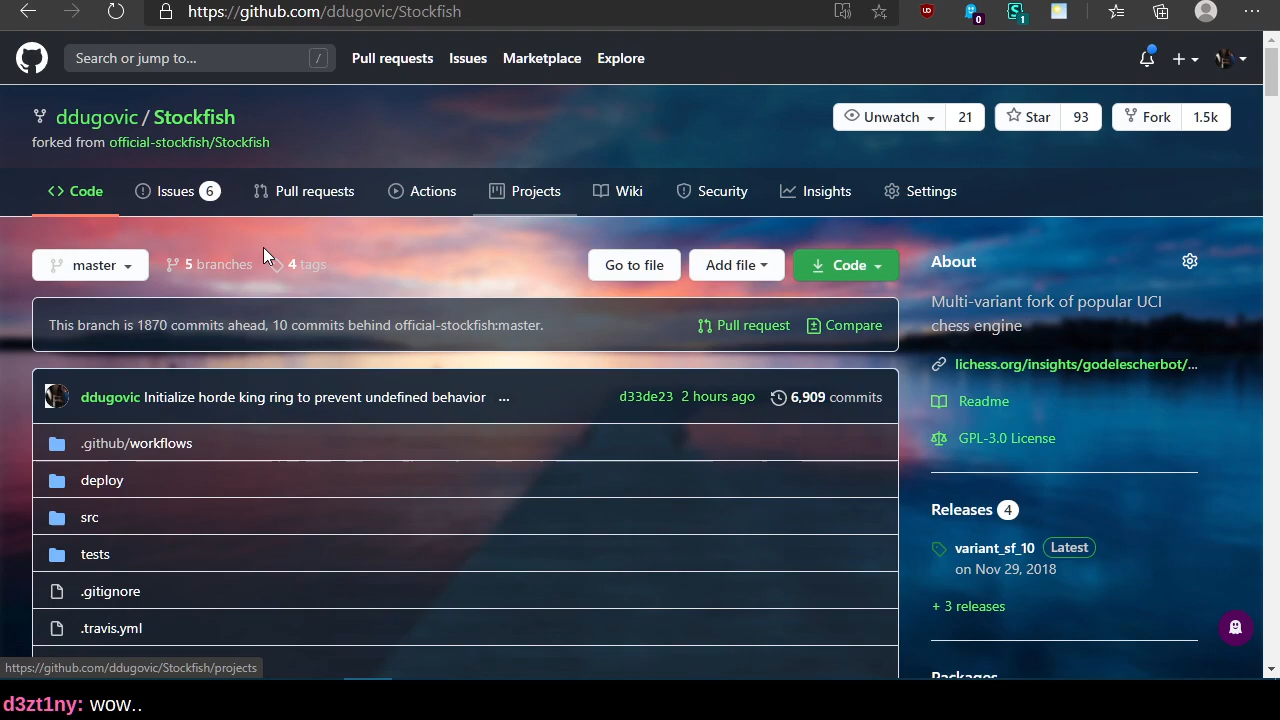 https://github.com/ddugovic/Stockfish
0
1
Search or jump to...
/
Pull requests
Issues
Marketplace
Explore
ddugovic / Stockfish
forked from official-stockfish/Stockfish
Unwatch 21
Star 93
Fork 1.5k
Code
Issues 6
Pull requests
Actions
Projects
Wiki
Security
Insights
Settings
master
5 branches
4 tags
Go to file
Add file
Code
This branch is 1870 commits ahead, 10 commits behind official-stockfish:master.
Pull request
Compare
ddugovic Initialize horde king ring to prevent undefined behavior ...
d33de23 2 hours ago
6,909 commits
.github/workflows
deploy
src
tests
.gitignore
.travis.yml
About
Multi-variant fork of popular UCI
chess engine
lichess.org/insights/godelescherbot/...
Readme
GPL-3.0 License
Releases 4
variant_sf_10 Latest
on Nov 29, 2018
+ 3 releases
Packages
https://github.com/ddugovic/Stockfish/projects
d3zt1ny: wow..